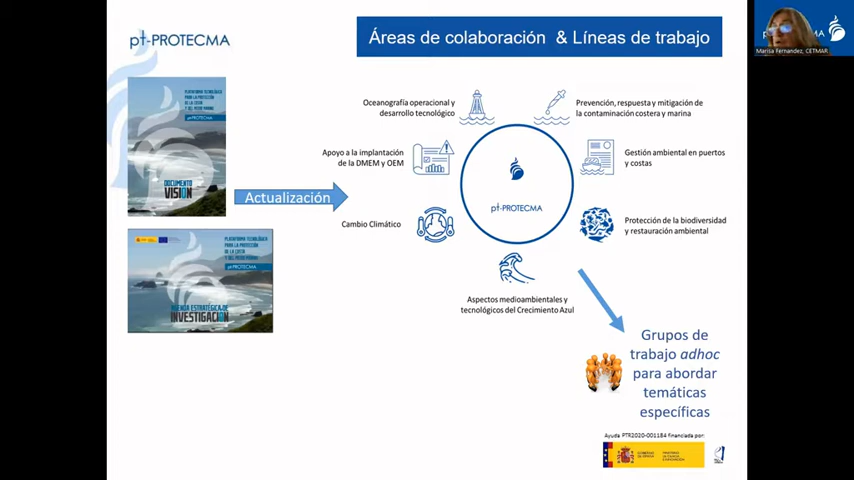 pt-PROTECMA
Áreas de colaboración & Líneas de trabajo
Marisa Fernandez, CETMAR
PLATAFORMA TECNOLÓGICA
PARA LA PROTECCIÓN
DE LA COSTA
Y DEL MEDIO MARINO
pt-PROTECMA
DOCUMENTO
VISIÓN
Actualización
PLATAFORMA TECNOLÓGICA
PARA LA PROTECCIÓN
DE LA COSTA
Y DEL MEDIO MARINO
pt-PROTECMA
AGENDA ESTRATÉGICA DE
INVESTIGACIÓN
Oceanografía operacional y
desarrollo tecnológico
Apoyo a la implantación
de la DMEM y OEM
Cambio Climático
pt-PROTECMA
Prevención, respuesta y mitigación de
la contaminación costera y marina
Gestión ambiental en puertos
y costas
Protección de la biodiversidad
y restauración ambiental
Aspectos medioambientales y
tecnológicos del Crecimiento Azul
Grupos de
trabajo adhoc
para abordar
temáticas
específicas
Ayuda PTR2020-001184 financiada por: